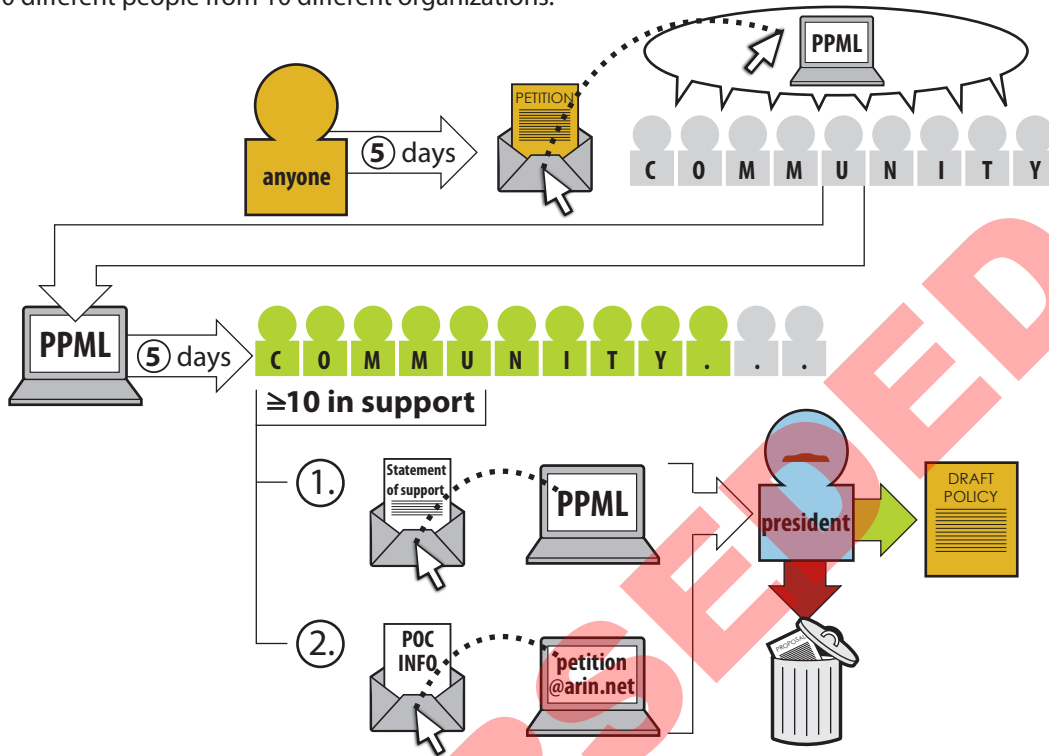 0 different people from 10 different organizations.
PPML
PETITION
5 days
anyone
C O M M U N I T Y
PPML
5 days
C O M M U N I T Y . . .
≥10 in support
1.
Statement
of support
PPML
president
DRAFT
POLICY
2.
POC
INFO
petition
@arin.net
PROPOSAL
SSEDED